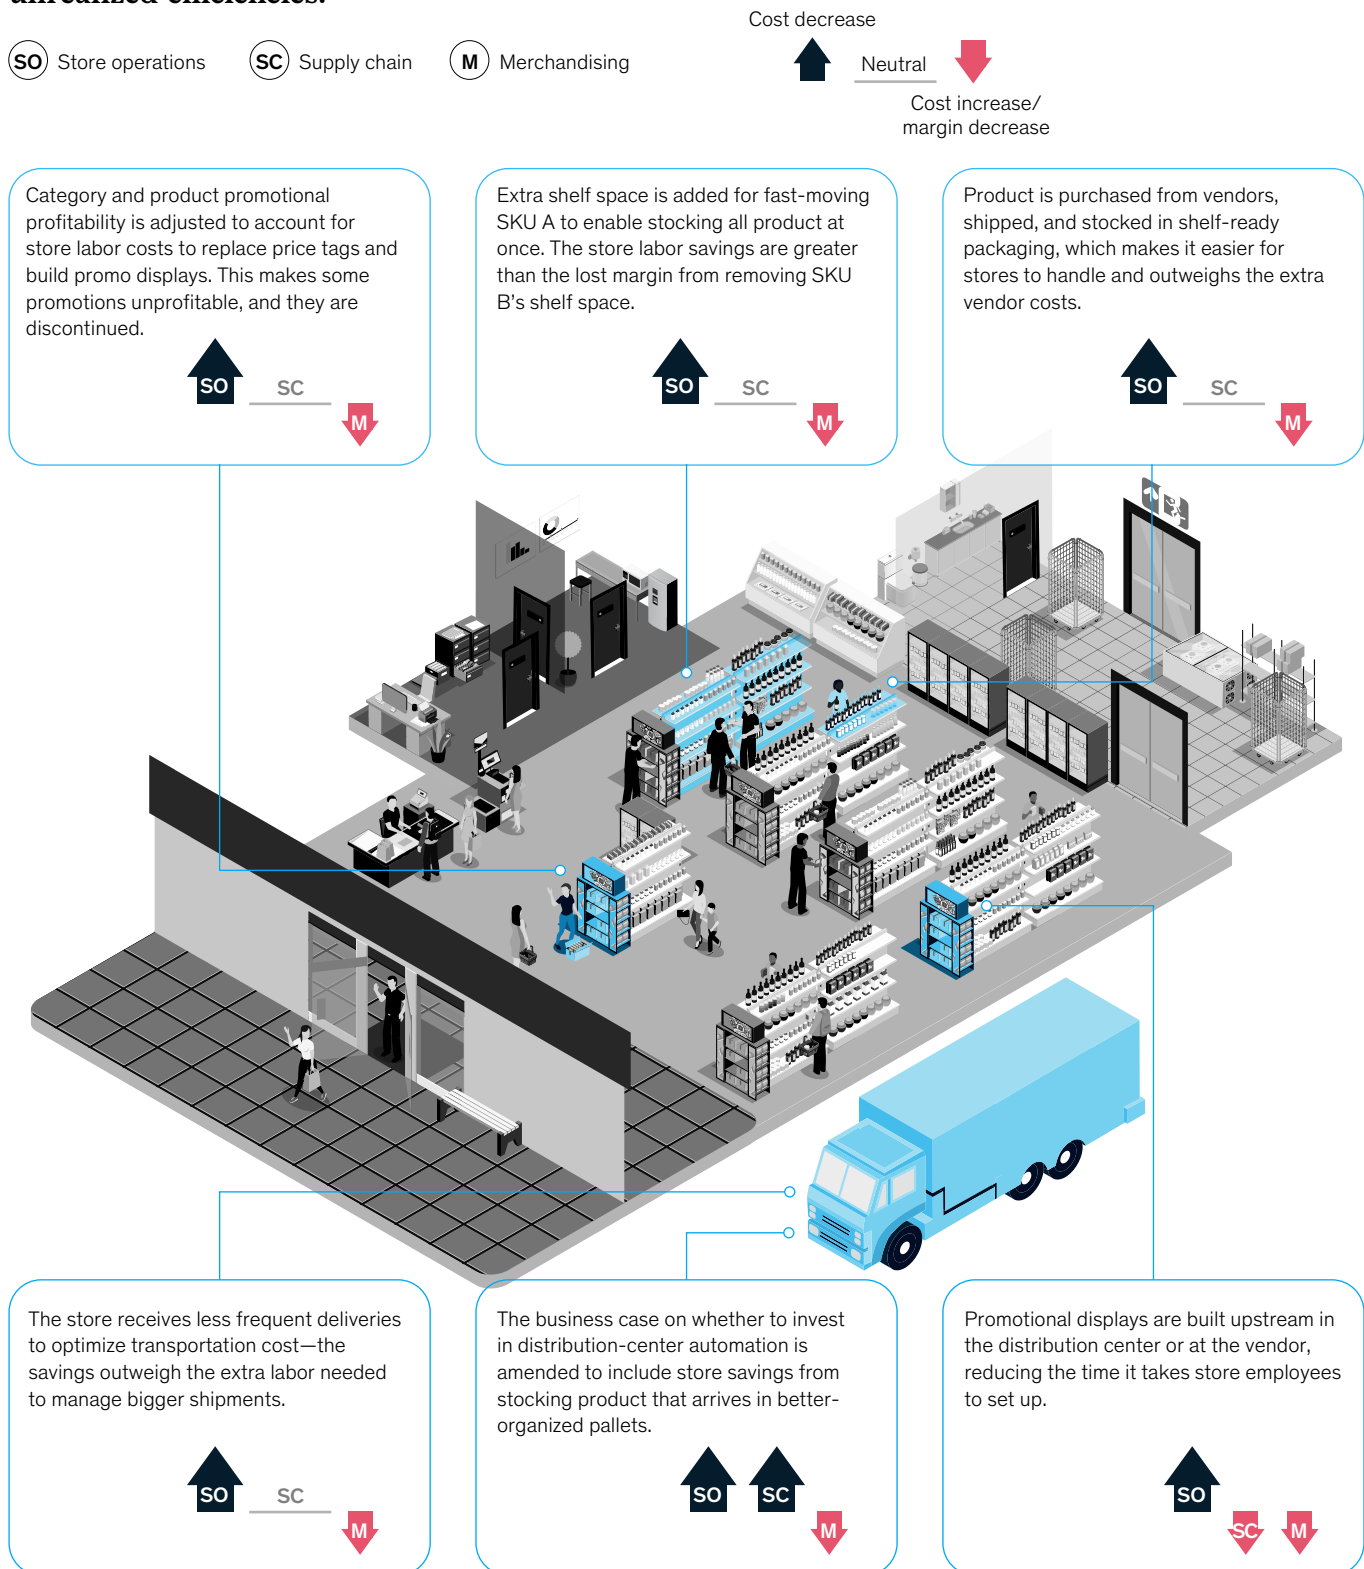 unrealized efficiencies.
SO Store operations
SC Supply chain
M Merchandising
Cost decrease
Neutral
Cost increase/
margin decrease
Category and product promotional
profitability is adjusted to account for
store labor costs to replace price tags and
build promo displays. This makes some
promotions unprofitable, and they are
discontinued.
SO
SC
M
Extra shelf space is added for fast-moving
SKU A to enable stocking all product at
once. The store labor savings are greater
than the lost margin from removing SKU
B’s shelf space.
SO
SC
M
Product is purchased from vendors,
shipped, and stocked in shelf-ready
packaging, which makes it easier for
stores to handle and outweighs the extra
vendor costs.
SO
SC
M
The store receives less frequent deliveries
to optimize transportation cost—the
savings outweigh the extra labor needed
to manage bigger shipments.
SO
SC
M
The business case on whether to invest
in distribution-center automation is
amended to include store savings from
stocking product that arrives in better-
organized pallets.
SO
SC
M
Promotional displays are built upstream in
the distribution center or at the vendor,
reducing the time it takes store employees
to set up.
SO
SC
M